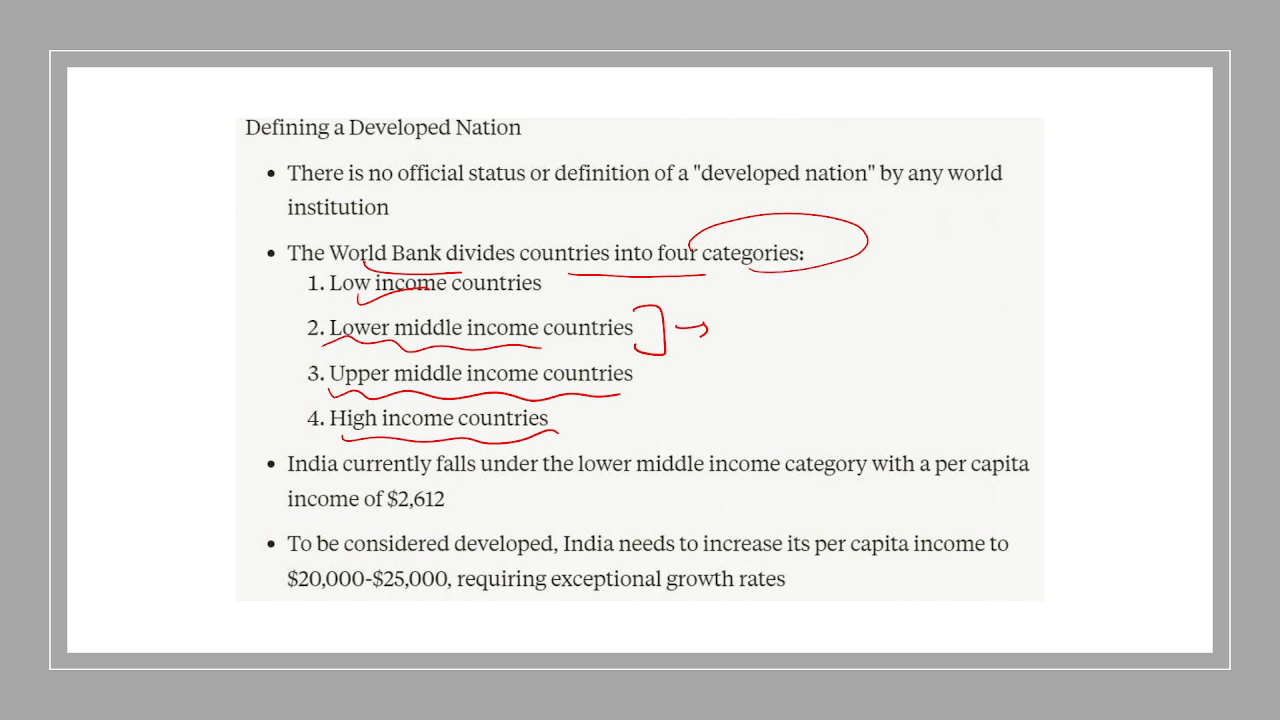 Defining a Developed Nation
• There is no official status or definition of a "developed nation" by any world
institution
• The World Bank divides countries into four categories:
1. Low income countries
2. Lower middle income countries
3. Upper middle income countries
4. High income countries
• India currently falls under the lower middle income category with a per capita
income of $2,612
• To be considered developed, India needs to increase its per capita income to
$20,000-$25,000, requiring exceptional growth rates